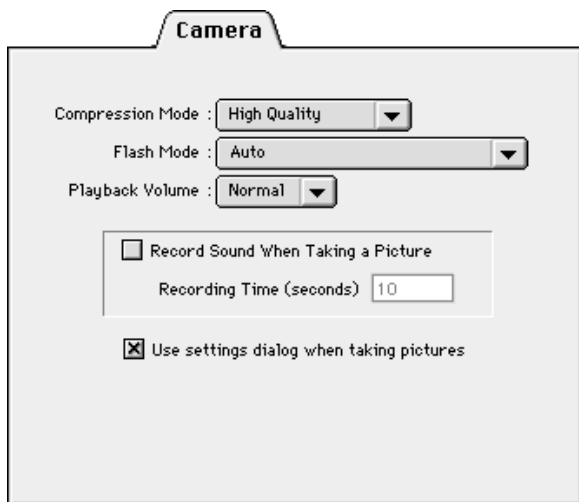 Camera
Compression Mode : High Quality
Flash Mode : Auto
Playback Volume : Normal
Record Sound When Taking a Picture
Recording Time (seconds) 10
Use settings dialog when taking pictures